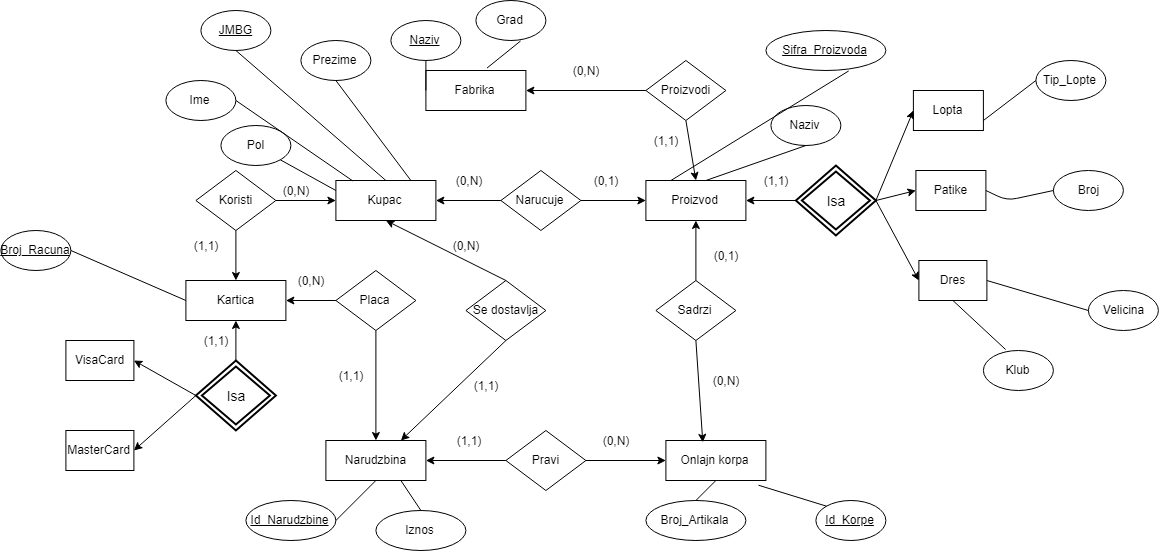 Grad
JMBG
Naziv
Sifra_Proizvoda
Prezime
(0,N)
Tip_Lopte
Fabrika
Proizvodi
Ime
Lopta
Naziv
Pol
(1,1)
(0,N)
(0,N)
(0,1)
(1,1)
Patike
Broj
Koristi
Kupac
Narucuje
Proizvod
Isa
(1,1)
(0,N)
Broj_Racuna
(0,1)
(0,N)
Dres
Kartica
Placa
Se dostavlja
Sadrzi
Velicina
(1,1)
VisaCard
Klub
(1,1)
(1,1)
(0,N)
Isa
(1,1)
(0,N)
MasterCard
Narudzbina
Pravi
Onlajn korpa
Id_Narudzbine
Iznos
Broj_Artikala
Id_Korpe